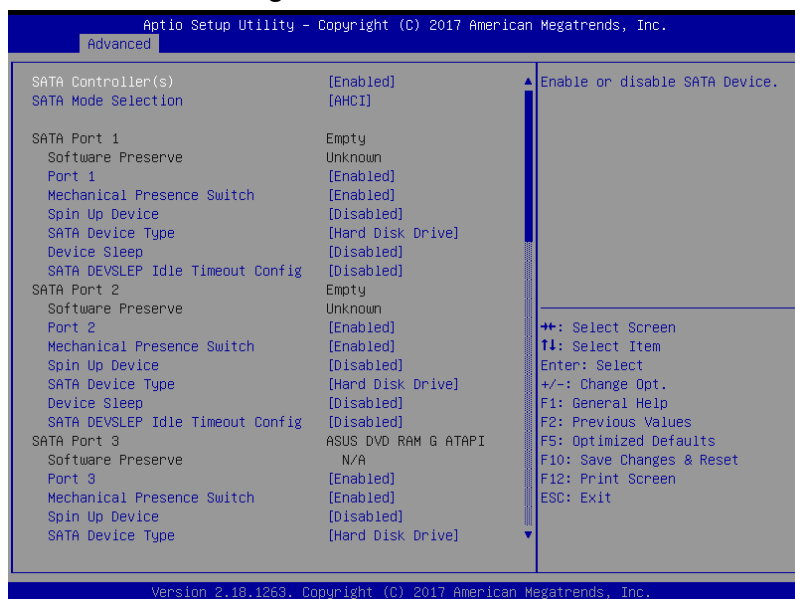 Aptio Setup Utility – Copyright (C) 2017 American Megatrends, Inc.
Advanced
SATA Controller(s) [Enabled]
SATA Mode Selection [AHCI]
SATA Port 1 Empty
Software Preserve Unknown
Port 1 [Enabled]
Mechanical Presence Switch [Enabled]
Spin Up Device [Disabled]
SATA Device Type [Hard Disk Drive]
Device Sleep [Disabled]
SATA DEVSLEP Idle Timeout Config [Disabled]
SATA Port 2 Empty
Software Preserve Unknown
Port 2 [Enabled]
Mechanical Presence Switch [Enabled]
Spin Up Device [Disabled]
SATA Device Type [Hard Disk Drive]
Device Sleep [Disabled]
SATA DEVSLEP Idle Timeout Config [Disabled]
SATA Port 3 ASUS DVD RAM G ATAPI
Software Preserve N/A
Port 3 [Enabled]
Mechanical Presence Switch [Enabled]
Spin Up Device [Disabled]
SATA Device Type [Hard Disk Drive]
Enable or disable SATA Device.
→←: Select Screen
↑↓: Select Item
Enter: Select
+/-: Change Opt.
F1: General Help
F2: Previous Values
F5: Optimized Defaults
F10: Save Changes & Reset
F12: Print Screen
ESC: Exit
Version 2.18.1263. Copyright (C) 2017 American Megatrends, Inc.